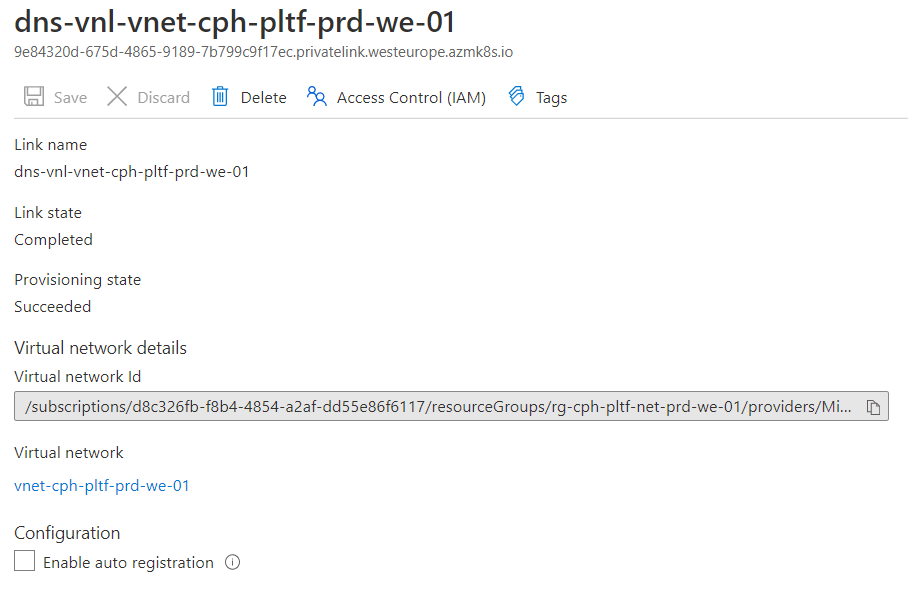 dns-vnl-vnet-cph-pltf-prd-we-01
9e84320d-675d-4865-9189-7b799c9f17ec.privatelink.westeurope.azmk8s.io
Save Discard Delete Access Control (IAM) Tags
Link name
dns-vnl-vnet-cph-pltf-prd-we-01
Link state
Completed
Provisioning state
Succeeded
Virtual network details
Virtual network Id
/subscriptions/d8c326fb-f8b4-4854-a2af-dd55e86f6117/resourceGroups/rg-cph-pltf-net-prd-we-01/providers/Mi...
Virtual network
vnet-cph-pltf-prd-we-01
Configuration
Enable auto registration